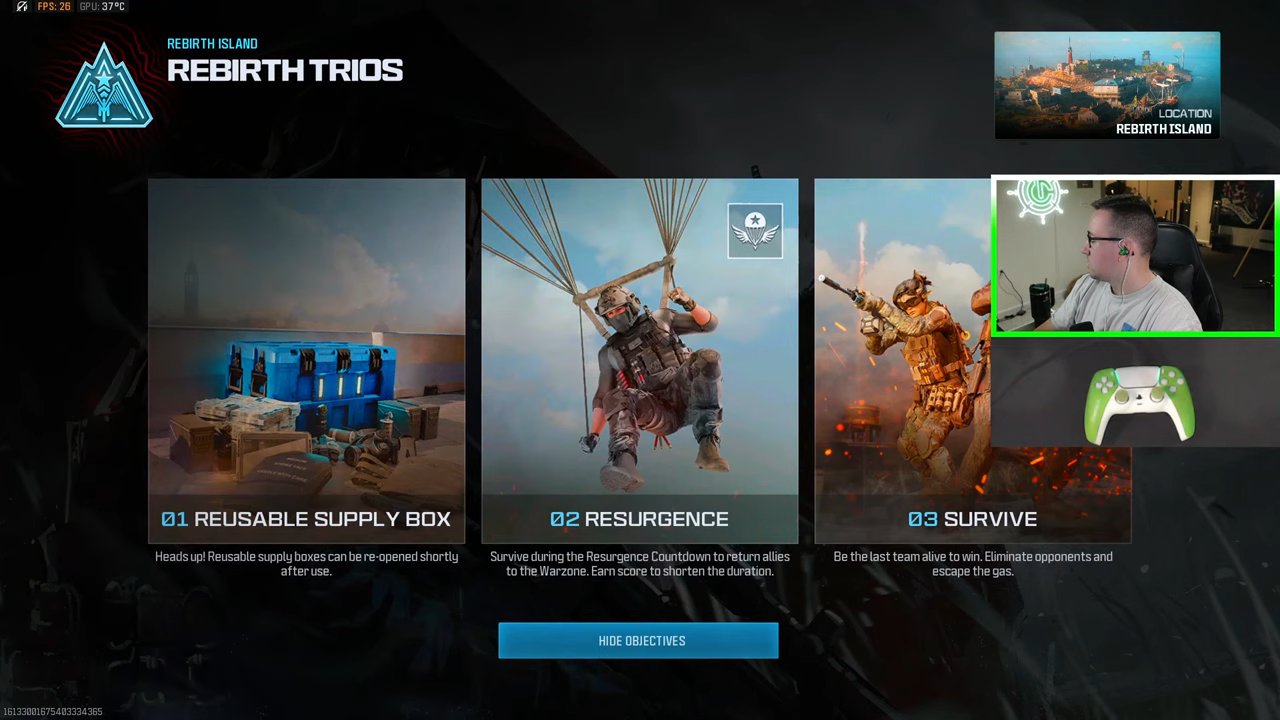 FPS: 26 GPU: 37°C
REBIRTH ISLAND
REBIRTH TRIOS
LOCATION
REBIRTH ISLAND
01 REUSABLE SUPPLY BOX
Heads up! Reusable supply boxes can be re-opened shortly
after use.
02 RESURGENCE
Survive during the Resurgence Countdown to return allies
to the Warzone. Earn score to shorten the duration.
03 SURVIVE
Be the last team alive to win. Eliminate opponents and
escape the gas.
HIDE OBJECTIVES
16133001675403334365